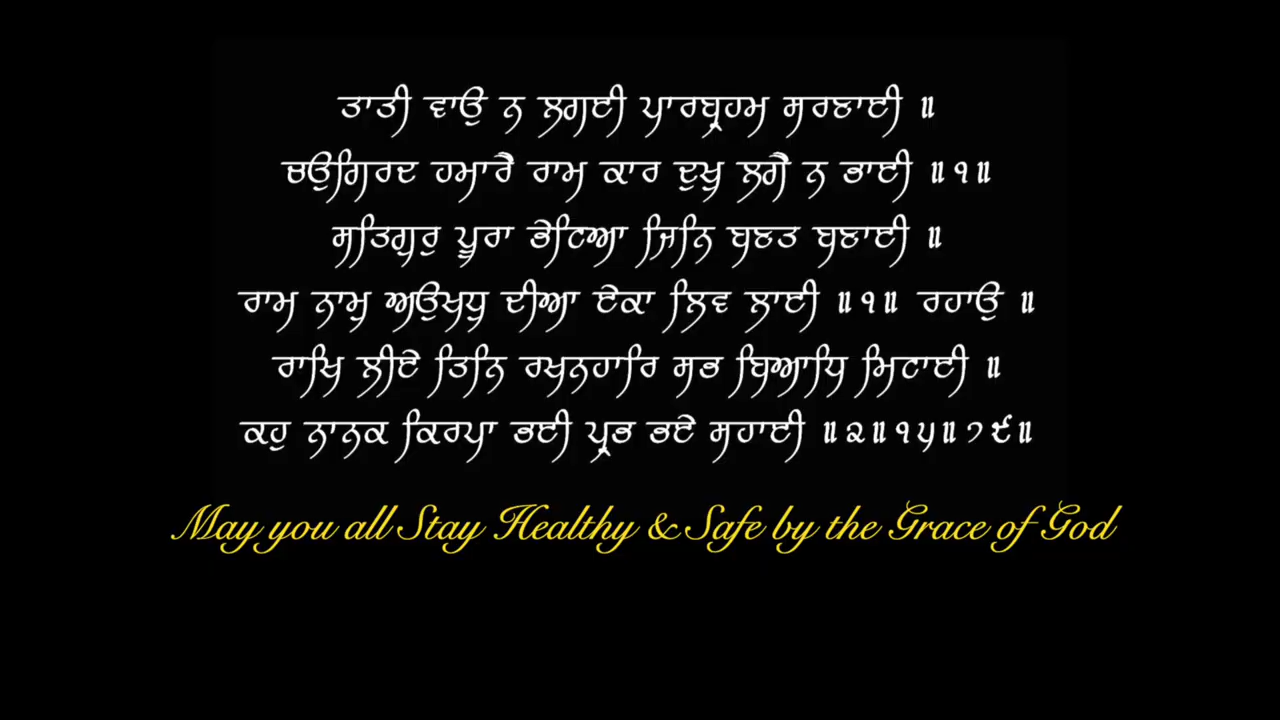 ਤਾਤੀ ਵਾਉ ਨ ਲਗਈ ਪਾਰਬ੍ਰਹਮ ਸਰਣਾਈ ॥
ਚਉਗਿਰਦ ਹਮਾਰੈ ਰਾਮ ਕਾਰ ਦੁਖੁ ਲਗੈ ਨ ਭਾਈ ॥੧॥
ਸਤਿਗੁਰੁ ਪੂਰਾ ਭੇਟਿਆ ਜਿਨਿ ਬਣਤ ਬਣਾਈ ॥
ਰਾਮ ਨਾਮੁ ਅਉਖਧੁ ਦੀਆ ਏਕਾ ਲਿਵ ਲਾਈ ॥੧॥ ਰਹਾਉ ॥
ਰਾਖਿ ਲੀਏ ਤਿਨਿ ਰਖਨਹਾਰਿ ਸਭ ਬਿਆਧਿ ਮਿਟਾਈ ॥
ਕਹੁ ਨਾਨਕ ਕਿਰਪਾ ਭਈ ਪ੍ਰਭ ਭਏ ਸਹਾਈ ॥੨॥੧੫॥੭੯॥
May you all Stay Healthy & Safe by the Grace of God